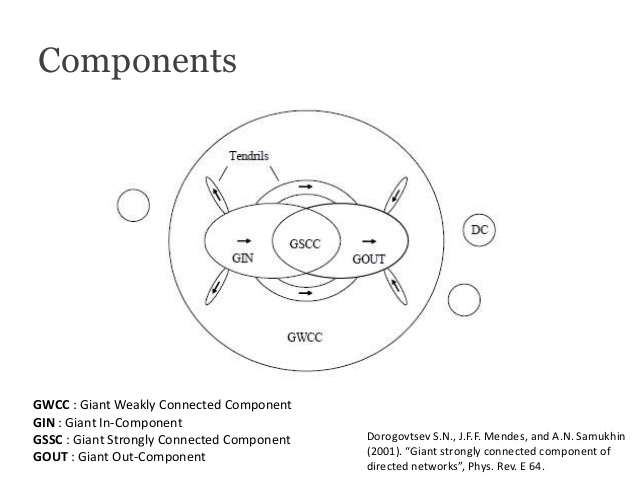 Components
Tendrils
DC
GSCC
GIN
GOUT
GWCC
GWCC : Giant Weakly Connected Component
GIN : Giant In-Component
GSSC : Giant Strongly Connected Component
GOUT : Giant Out-Component
Dorogovtsev S.N., J.F.F. Mendes, and A.N. Samukhin
(2001). “Giant strongly connected component of
directed networks”, Phys. Rev. E 64.